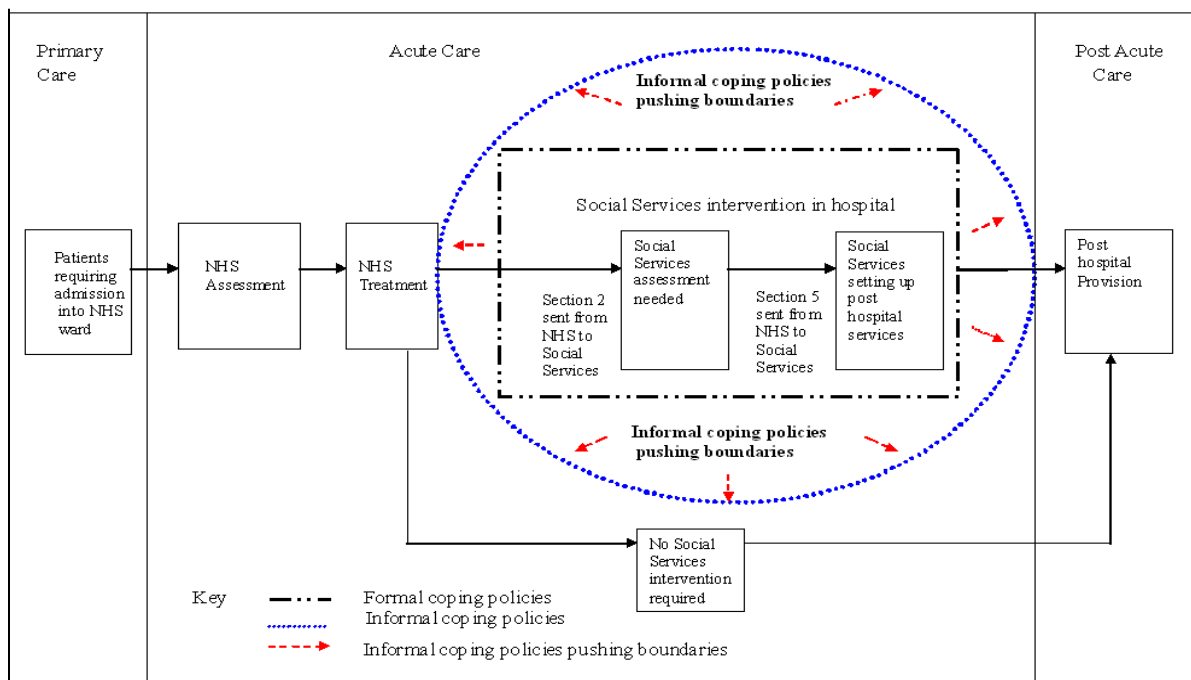 Primary
Care
Acute Care
Post Acute
Care
Informal coping policies
pushing boundaries
Social Services intervention in hospital
Patients
requiring
admission
into NHS
ward
NHS
Assessment
NHS
Treatment
Section 2
sent from
NHS to
Social
Services
Social
Services
assessment
needed
Section 5
sent from
NHS to
Social
Services
Social
Services
setting up
post
hospital
services
Post
hospital
Provision
Informal coping policies
pushing boundaries
No Social
Services
intervention
required
Key
Formal coping policies
Informal coping policies
Informal coping policies pushing boundaries